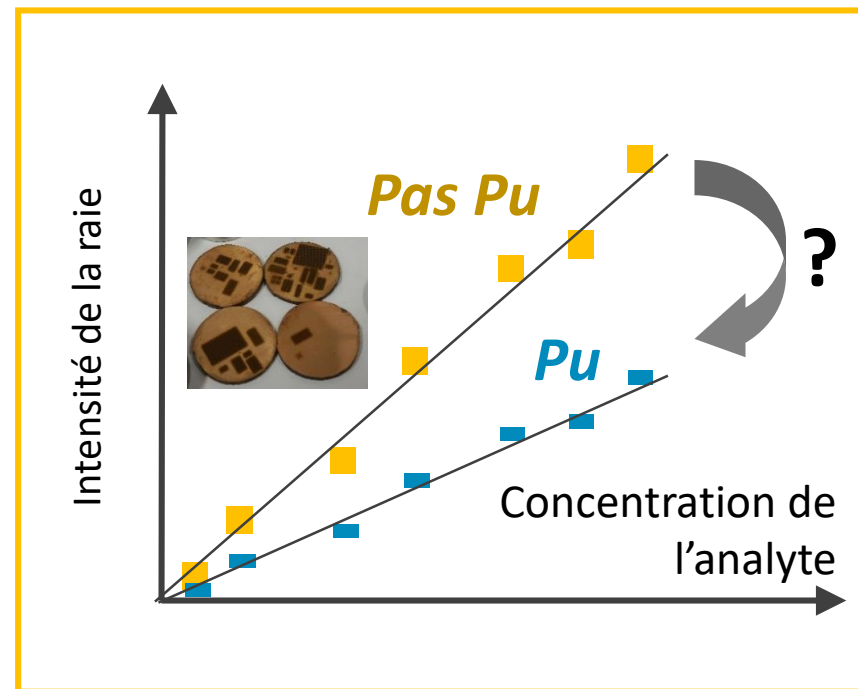 Intensité de la raie
Pas Pu
?
Pu
Concentration de
l’analyte